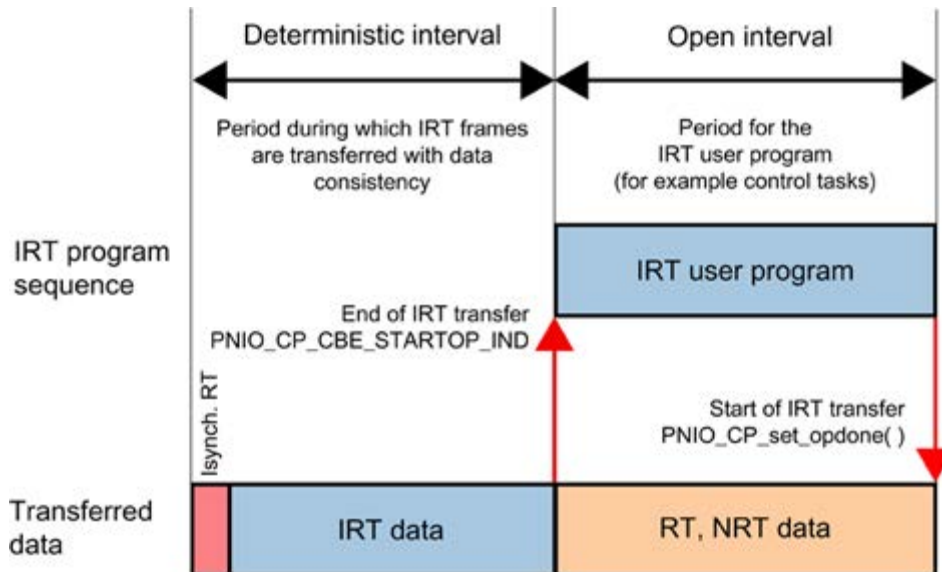 Deterministic interval
Open interval
Period during which IRT frames
are transferred with data
consistency
Period for the
IRT user program
(for example control tasks)
IRT program
sequence
IRT user program
End of IRT transfer
PNIO_CP_CBE_STARTOP_IND
Isynch. RT
Start of IRT transfer
PNIO_CP_set_opdone( )
Transferred
data
IRT data
RT, NRT data